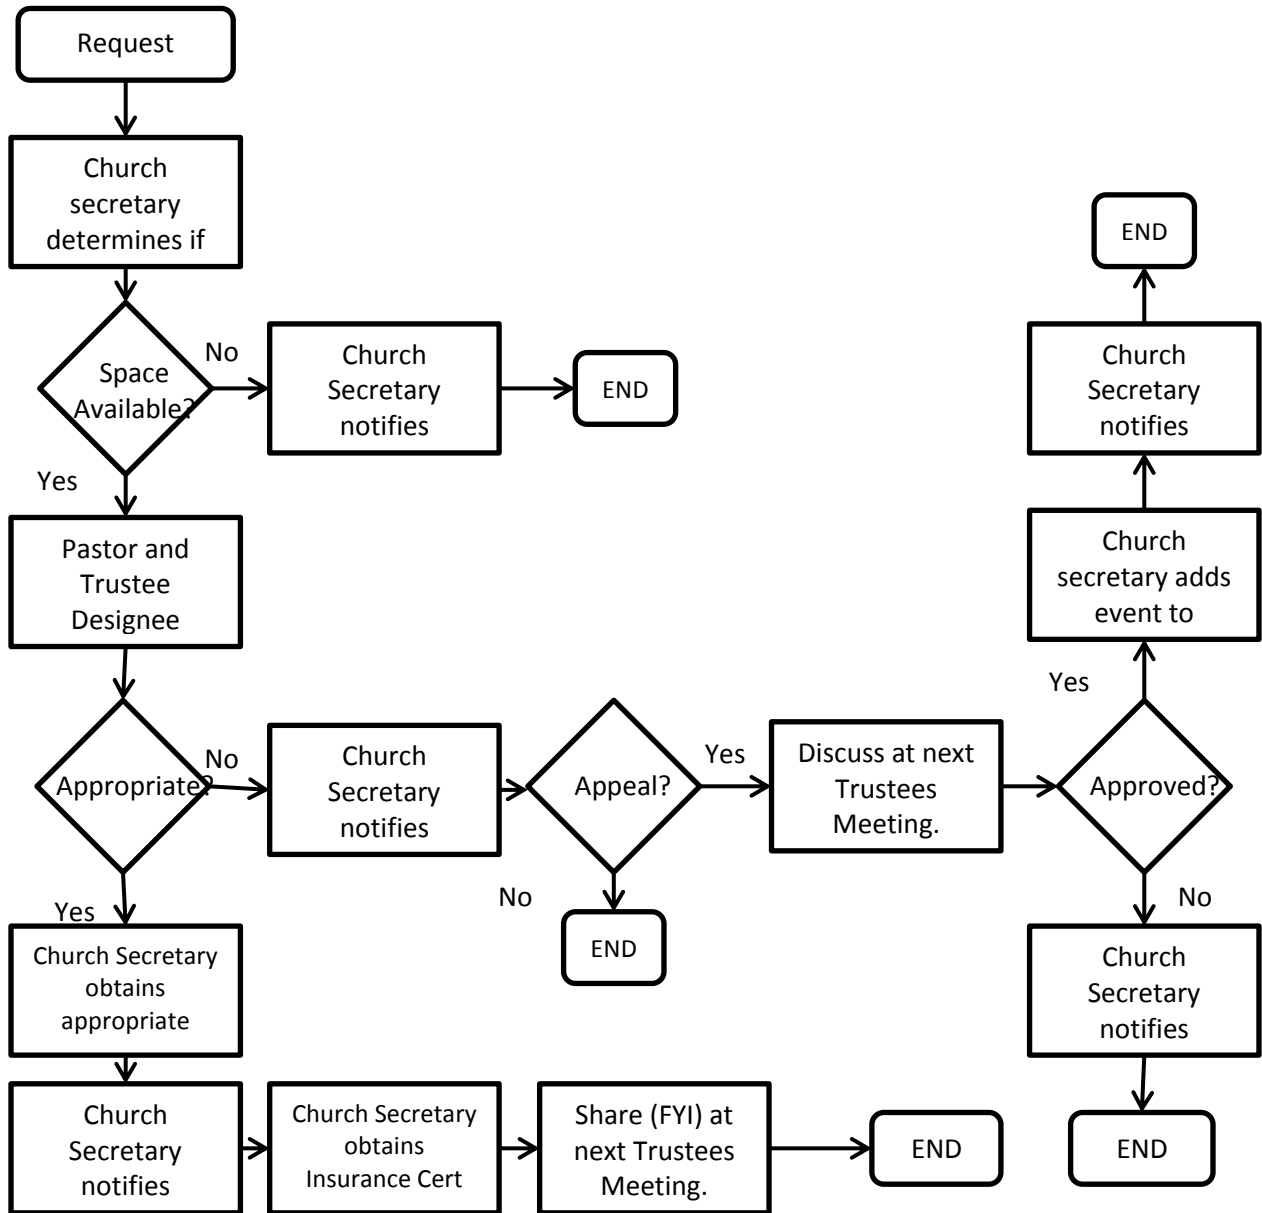 Request
Church
secretary
determines if
Space
Available?
No
Church
Secretary
notifies
END
Yes
Pastor and
Trustee
Designee
Appropriate?
No
Church
Secretary
notifies
Appeal?
Yes
Discuss at next
Trustees
Meeting.
Approved?
Yes
Church
secretary adds
event to
Church
Secretary
notifies
END
No
Church
Secretary
notifies
END
No
END
Yes
Church Secretary
obtains
appropriate
Church
Secretary
notifies
Church Secretary
obtains
Insurance Cert
Share (FYI) at
next Trustees
Meeting.
END